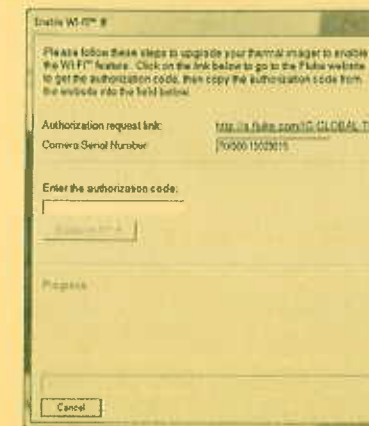 Enable Wi-Fi™ #
Please follow these steps to upgrade your thermal imager to enable
the WI FI™ feature. Click on the link below to go to the Fluke website
to get the authorization code, then copy the authorization code from
the website into the field below.
Authorization request link:
Camera Serial Number:
Enter the authorization code:
Progress
Cancel